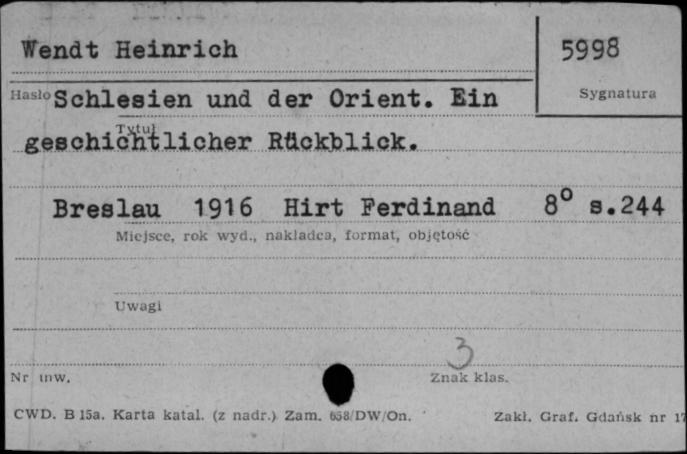 Wendt Heinrich
5998
Hasło Schlesien und der Orient. Ein
Sygnatura
Tytuł
geschichtlicher Rückblick.
Breslau 1916 Hirt Ferdinand 8° s.244
Miejsce, rok wyd., nakładca, format, objętość
Uwagi
3
Nr inw.
Znak klas.
CWD. B 15a. Karta katal. (z nadr.) Zam. 658/DW/On.
Zakł. Graf. Gdańsk nr